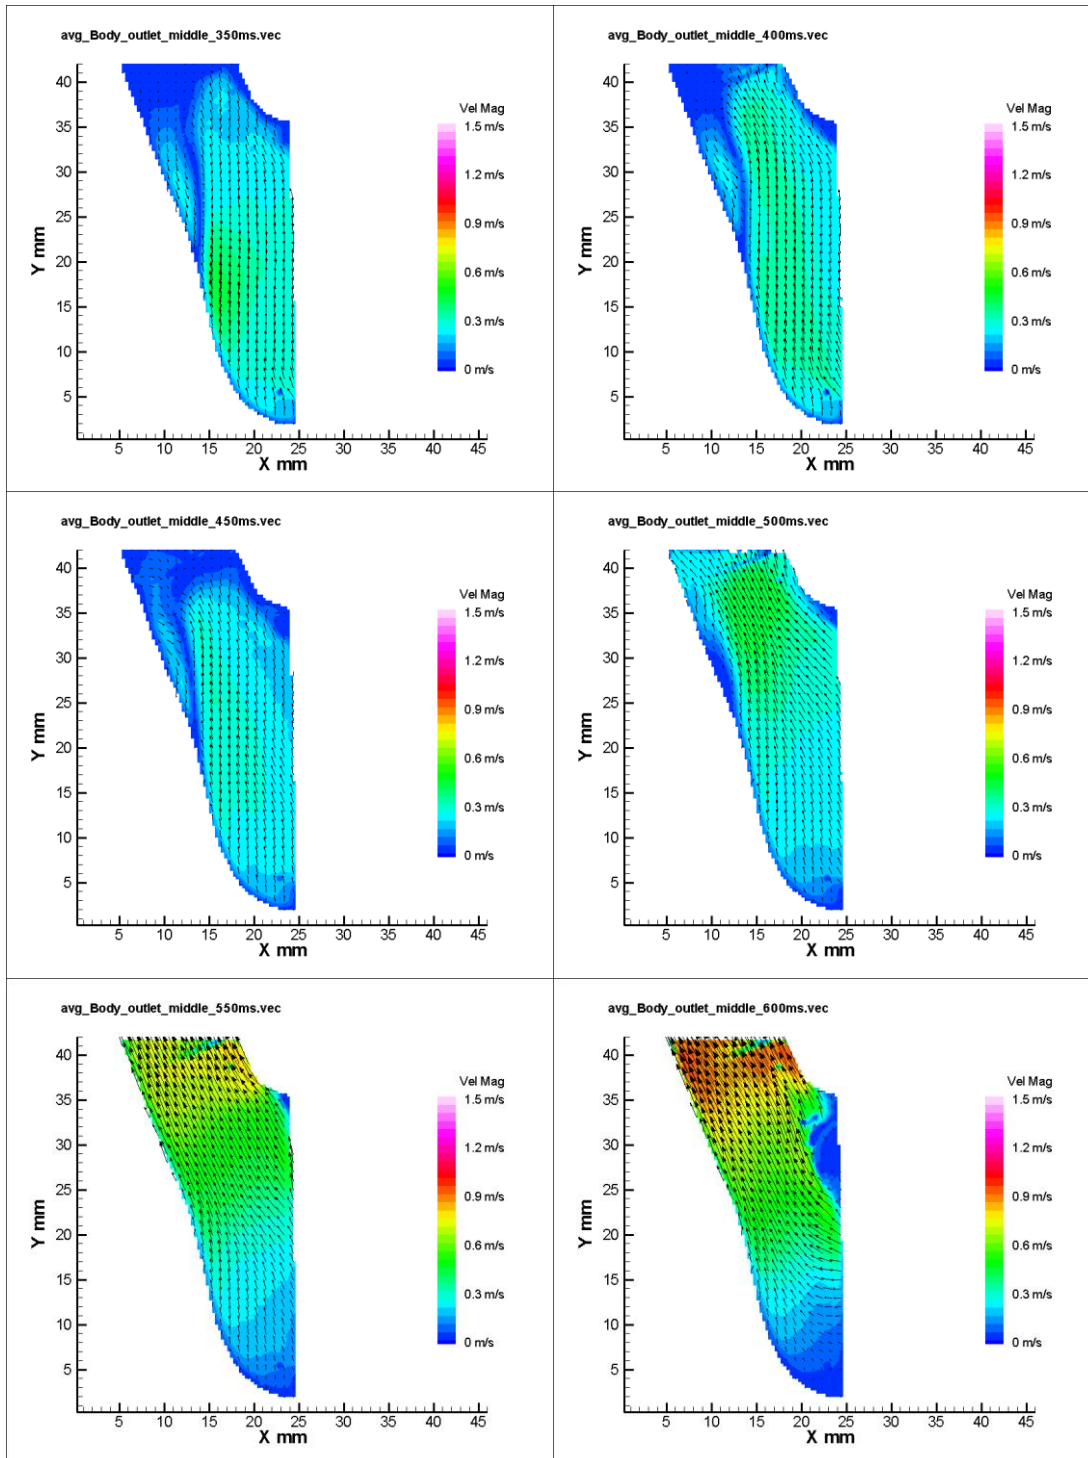 avg_Body_outlet_middle_350ms.vec
40
35
30
25
20
15
10
5
Y mm
5 10 15 20 25 30 35 40 45
X mm
Vel Mag
1.5 m/s
1.2 m/s
0.9 m/s
0.6 m/s
0.3 m/s
0 m/s
avg_Body_outlet_middle_400ms.vec
40
35
30
25
20
15
10
5
Y mm
5 10 15 20 25 30 35 40 45
X mm
Vel Mag
1.5 m/s
1.2 m/s
0.9 m/s
0.6 m/s
0.3 m/s
0 m/s
avg_Body_outlet_middle_450ms.vec
40
35
30
25
20
15
10
5
Y mm
5 10 15 20 25 30 35 40 45
X mm
Vel Mag
1.5 m/s
1.2 m/s
0.9 m/s
0.6 m/s
0.3 m/s
0 m/s
avg_Body_outlet_middle_500ms.vec
40
35
30
25
20
15
10
5
Y mm
5 10 15 20 25 30 35 40 45
X mm
Vel Mag
1.5 m/s
1.2 m/s
0.9 m/s
0.6 m/s
0.3 m/s
0 m/s
avg_Body_outlet_middle_550ms.vec
40
35
30
25
20
15
10
5
Y mm
5 10 15 20 25 30 35 40 45
X mm
Vel Mag
1.5 m/s
1.2 m/s
0.9 m/s
0.6 m/s
0.3 m/s
0 m/s
avg_Body_outlet_middle_600ms.vec
40
35
30
25
20
15
10
5
Y mm
5 10 15 20 25 30 35 40 45
X mm
Vel Mag
1.5 m/s
1.2 m/s
0.9 m/s
0.6 m/s
0.3 m/s
0 m/s